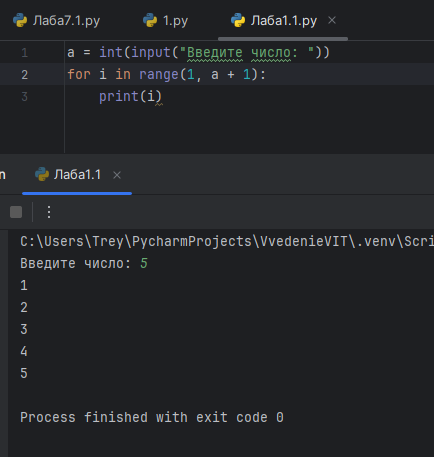 Лаба7.1.py 1.py Лаба1.1.py
1 a = int(input("Введите число: "))
2 for i in range(1, a + 1):
3 print(i)
Лаба1.1
C:\Users\Trey\PycharmProjects\VvedenieVIT\.venv\Scri
Введите число: 5
1
2
3
4
5
Process finished with exit code 0